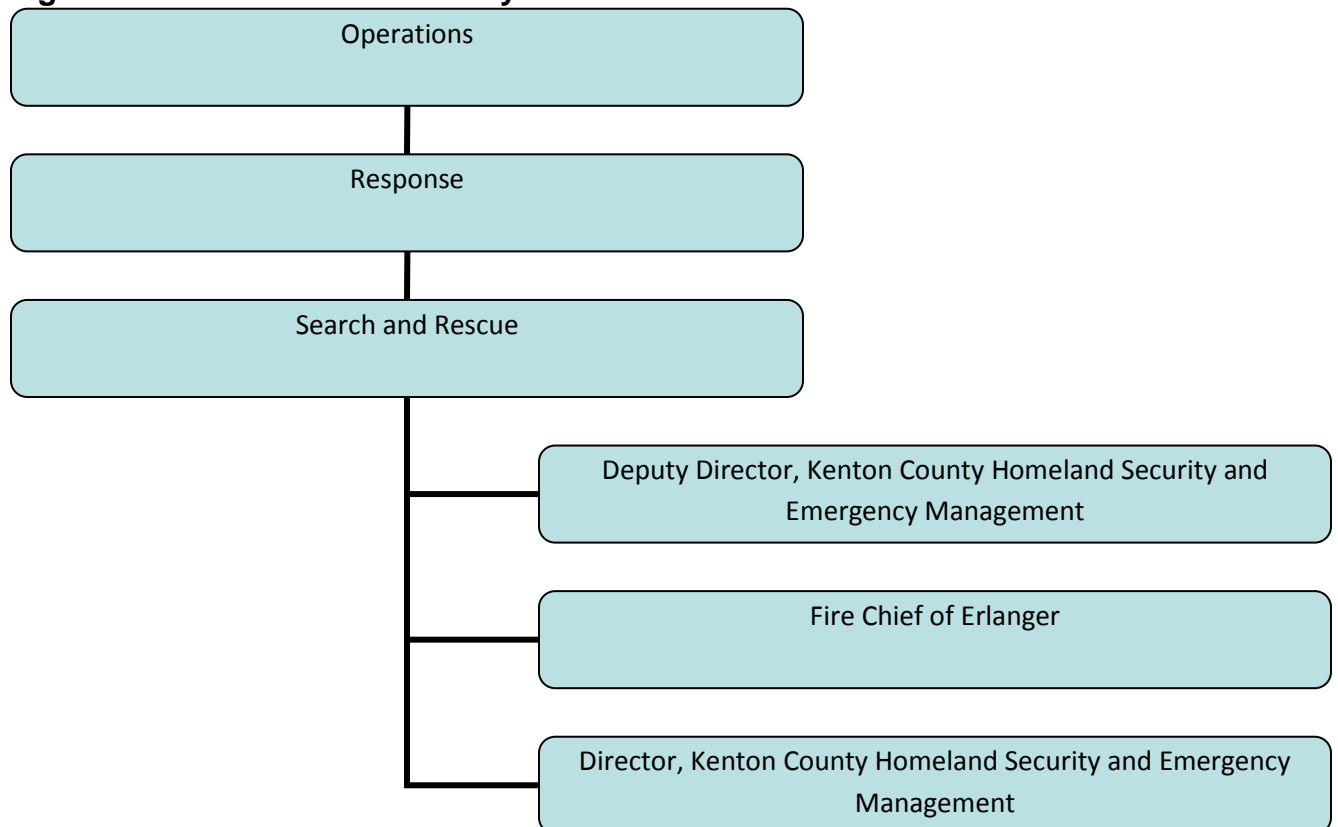 Operations
Response
Search and Rescue
Deputy Director, Kenton County Homeland Security and
Emergency Management
Fire Chief of Erlanger
Director, Kenton County Homeland Security and Emergency
Management